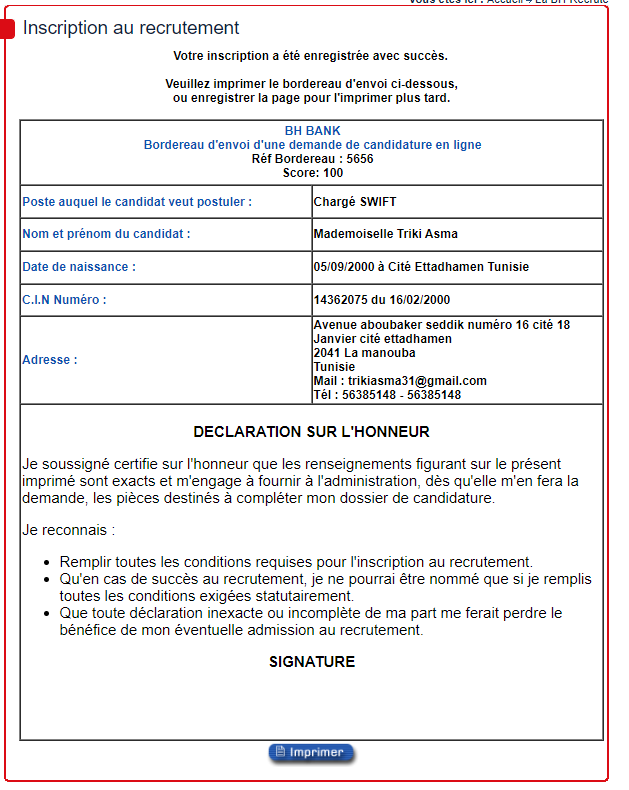 Vous êtes ici : Accueil La BH Recrute
Inscription au recrutement
Votre inscription a été enregistrée avec succès.
Veuillez imprimer le bordereau d'envoi ci-dessous,
ou enregistrer la page pour l'imprimer plus tard.
BH BANK
Bordereau d'envoi d'une demande de candidature en ligne
Réf Bordereau : 5656
Score: 100
Poste auquel le candidat veut postuler : Chargé SWIFT
Nom et prénom du candidat : Mademoiselle Triki Asma
Date de naissance : 05/09/2000 à Cité Ettadhamen Tunisie
C.I.N Numéro : 14362075 du 16/02/2000
Adresse :
Avenue aboubaker seddik numéro 16 cité 18
Janvier cité ettadhamen
2041 La manouba
Tunisie
Mail : trikiasma31@gmail.com
Tél : 56385148 - 56385148
DECLARATION SUR L'HONNEUR
Je soussigné certifie sur l'honneur que les renseignements figurant sur le présent
imprimé sont exacts et m'engage à fournir à l'administration, dès qu'elle m'en fera la
demande, les pièces destinés à compléter mon dossier de candidature.
Je reconnais :
• Remplir toutes les conditions requises pour l'inscription au recrutement.
• Qu'en cas de succès au recrutement, je ne pourrai être nommé que si je remplis
toutes les conditions exigées statutairement.
• Que toute déclaration inexacte ou incomplète de ma part me ferait perdre le
bénéfice de mon éventuelle admission au recrutement.
SIGNATURE
Imprimer